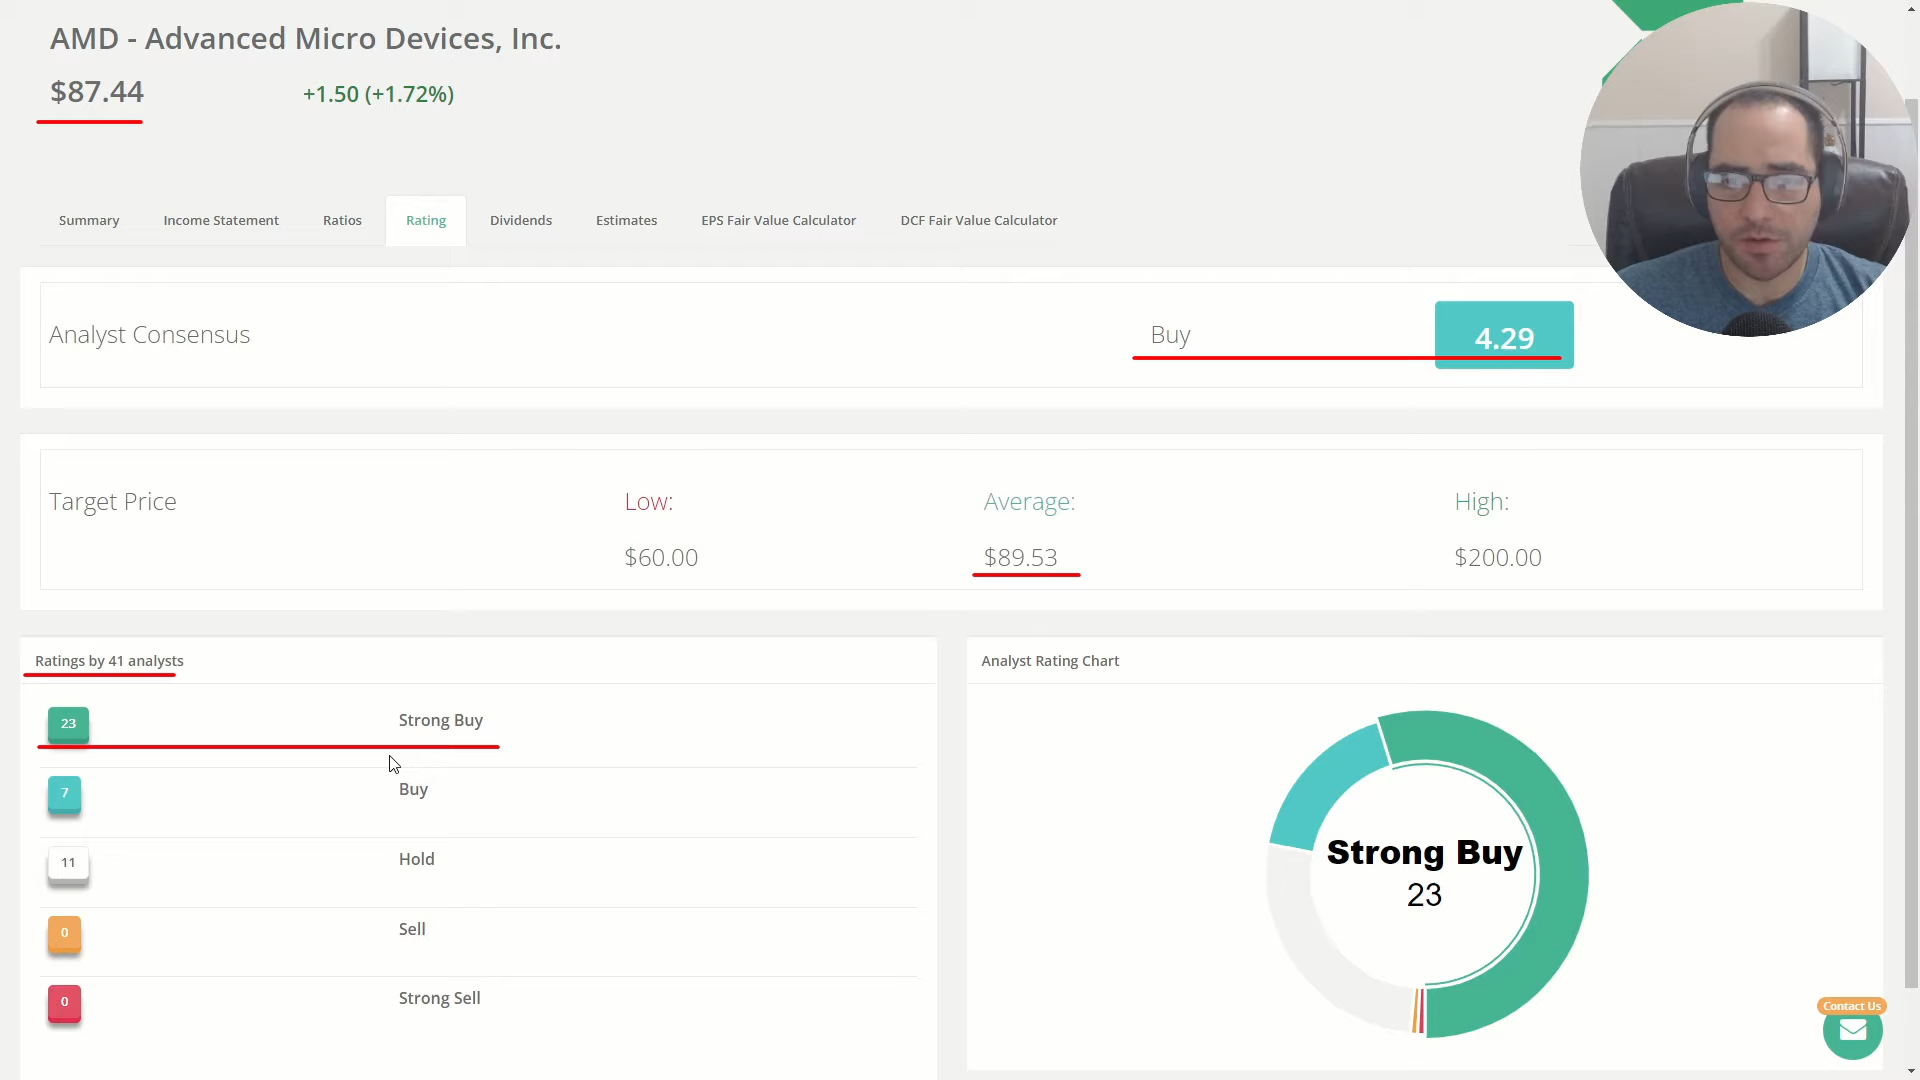 AMD - Advanced Micro Devices, Inc.
$87.44 +1.50 (+1.72%)
Summary Income Statement Ratios Rating Dividends Estimates EPS Fair Value Calculator DCF Fair Value Calculator
Analyst Consensus Buy 4.29
Target Price Low: Average: High:
$60.00 $89.53 $200.00
Ratings by 41 analysts
23 Strong Buy
7 Buy
11 Hold
0 Sell
0 Strong Sell
Analyst Rating Chart
Strong Buy
23
Contact Us